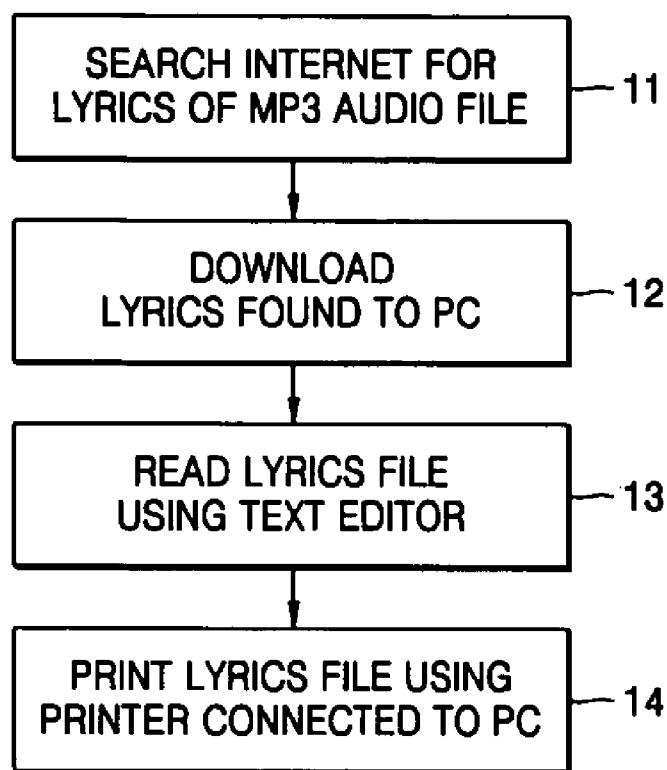 SEARCH INTERNET FOR
LYRICS OF MP3 AUDIO FILE
11
DOWNLOAD
LYRICS FOUND TO PC
12
READ LYRICS FILE
USING TEXT EDITOR
13
PRINT LYRICS FILE USING
PRINTER CONNECTED TO PC
14